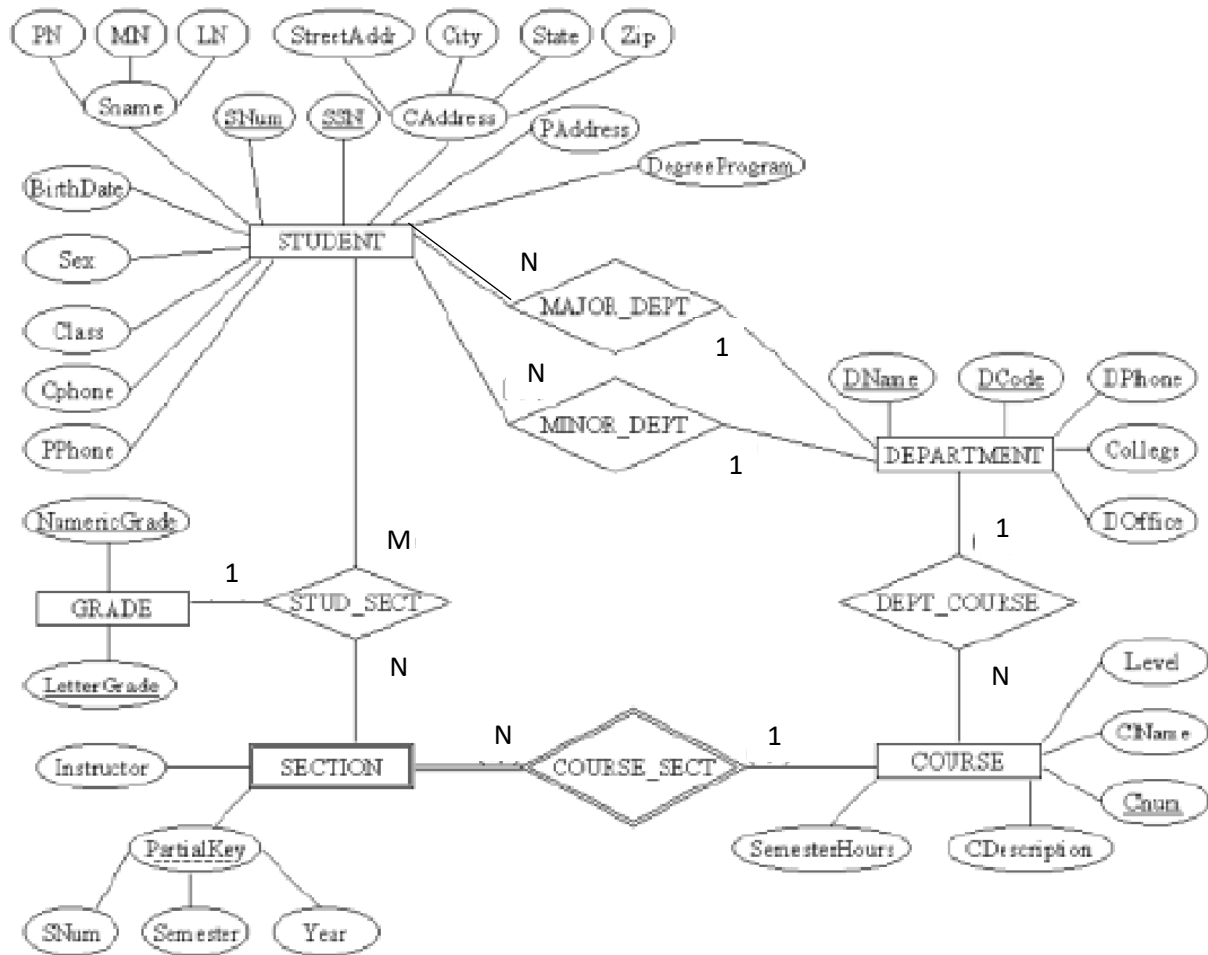 PN MN LN StreetAddr City State Zip
Sname SNum SSN CAddress PAddress
DegreeProgram
BirthDate
STUDENT
Sex
N
MAJOR_DEPT
Class
1
Cphone
N
DName DCode DPhone
MINOR_DEPT
PPhone
1
DEPARTMENT College
NumericGrade
DOffice
M
1
1
GRADE
STUD_SECT
DEPT_COURSE
LetterGrade
N
N
Level
N
1
ClName
Instructor
SECTION
COURSE_SECT
COURSE
Cnum
PartialKey
SemesterHours CDescription
SNum Semester Year